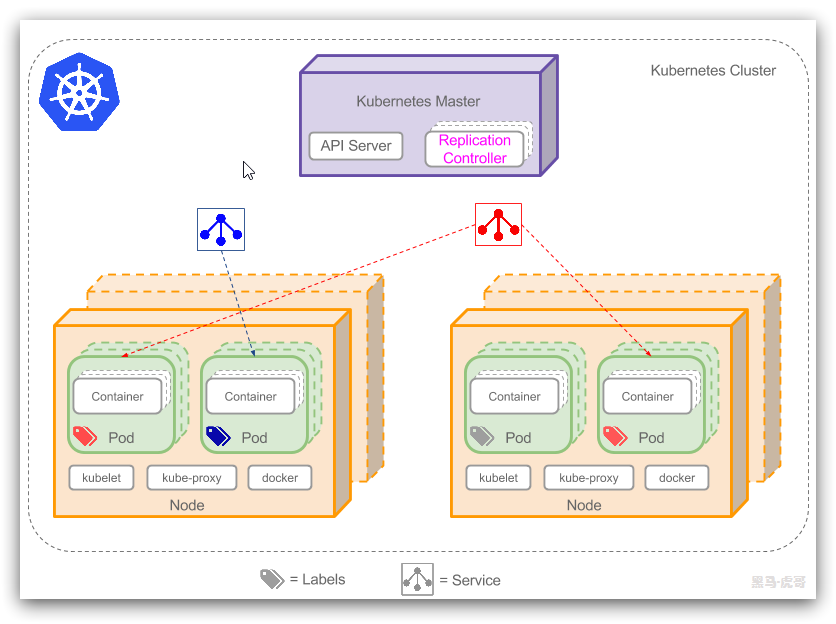 Kubernetes Cluster
Kubernetes Master
API Server
Replication
Controller
Container
Container
Container
Container
Pod
Pod
Pod
Pod
kubelet
kube-proxy
docker
kubelet
kube-proxy
docker
Node
Node
= Labels
= Service
黑马·虎哥